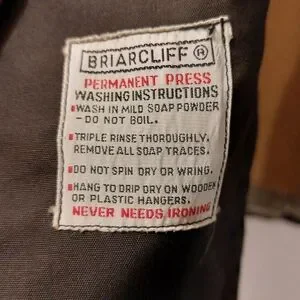 BRIARCLIFF ®
PERMANENT PRESS
WASHING INSTRUCTIONS
WASH IN MILD SOAP POWDER
- DO NOT BOIL.
TRIPLE RINSE THOROUGHLY.
REMOVE ALL SOAP TRACES.
DO NOT SPIN DRY OR WRING.
HANG TO DRIP DRY ON WOODEN
OR PLASTIC HANGERS.
NEVER NEEDS IRONING